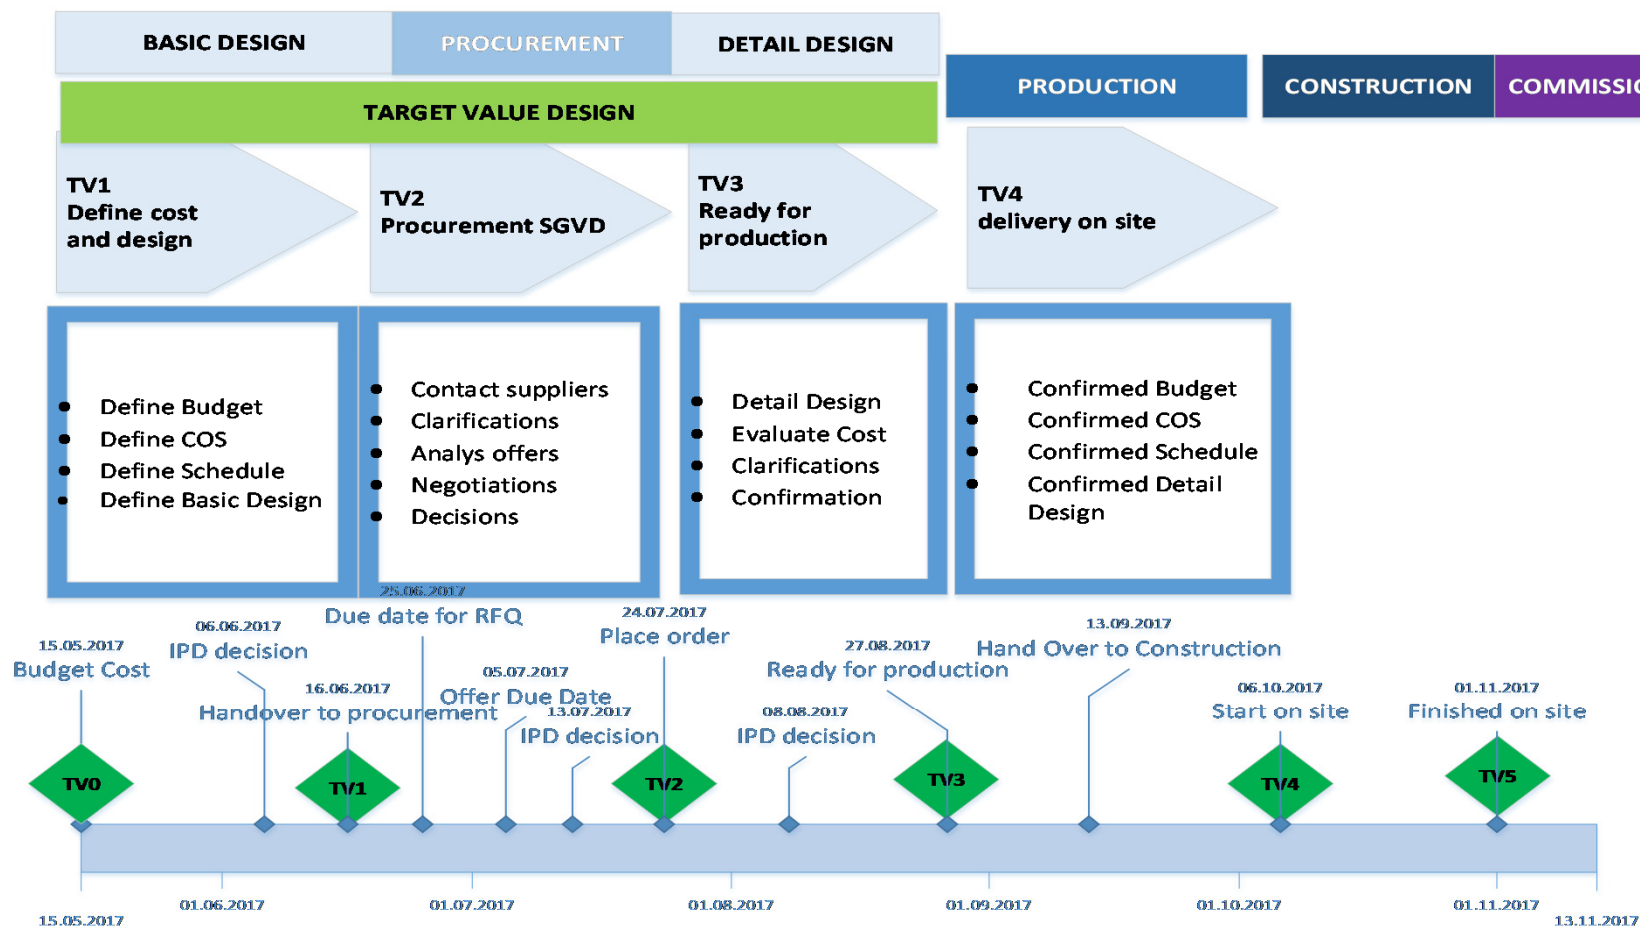 BASIC DESIGN
PROCUREMENT
DETAIL DESIGN
PRODUCTION
CONSTRUCTION
COMMISSIO
TARGET VALUE DESIGN
TV1
Define cost
and design
TV2
Procurement SGVD
TV3
Ready for
production
TV4
delivery on site
• Define Budget
• Define COS
• Define Schedule
• Define Basic Design
• Contact suppliers
• Clarifications
• Analys offers
• Negotiations
• Decisions
• Detail Design
• Evaluate Cost
• Clarifications
• Confirmation
• Confirmed Budget
• Confirmed COS
• Confirmed Schedule
• Confirmed Detail
Design
15.05.2017
Budget Cost
06.06.2017
IPD decision
16.06.2017
Handover to procurement
25.06.2017
Due date for RFQ
05.07.2017
Offer Due Date
13.07.2017
IPD decision
24.07.2017
Place order
08.08.2017
IPD decision
27.08.2017
Ready for production
13.09.2017
Hand Over to Construction
06.10.2017
Start on site
01.11.2017
Finished on site
TV0
TV1
TV2
TV3
TV4
TV5
15.05.2017
01.06.2017
01.07.2017
01.08.2017
01.09.2017
01.10.2017
01.11.2017
13.11.2017